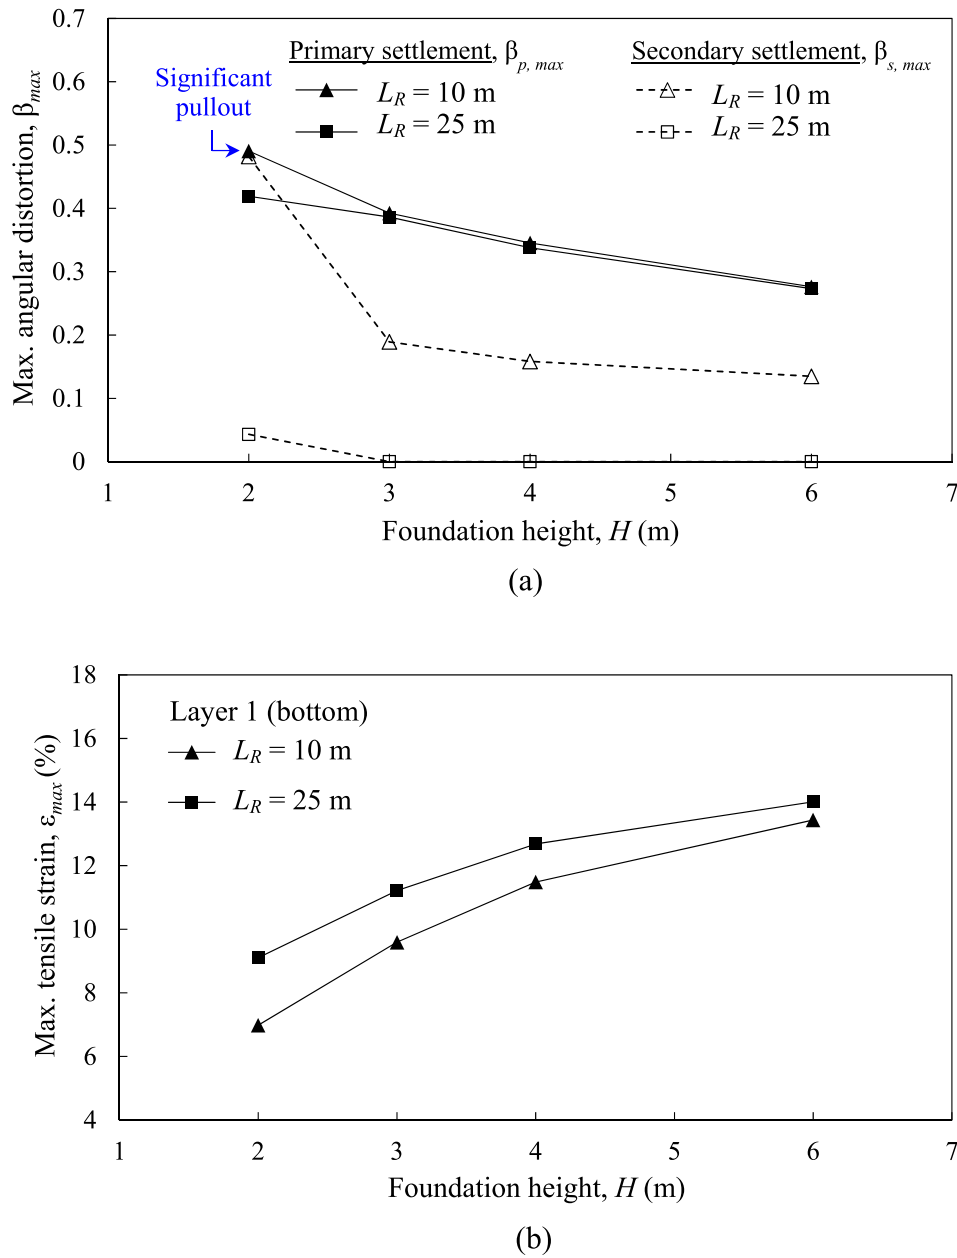 0.7
0.6
0.5
0.4
0.3
0.2
0.1
0
Max. angular distortion, βmax
Significant
pullout
Primary settlement, βp, max
LR = 10 m
LR = 25 m
Secondary settlement, βs, max
LR = 10 m
LR = 25 m
1 2 3 4 5 6 7
Foundation height, H (m)
(a)
18
16
14
12
10
8
6
4
Max. tensile strain, εmax (%)
Layer 1 (bottom)
LR = 10 m
LR = 25 m
1 2 3 4 5 6 7
Foundation height, H (m)
(b)